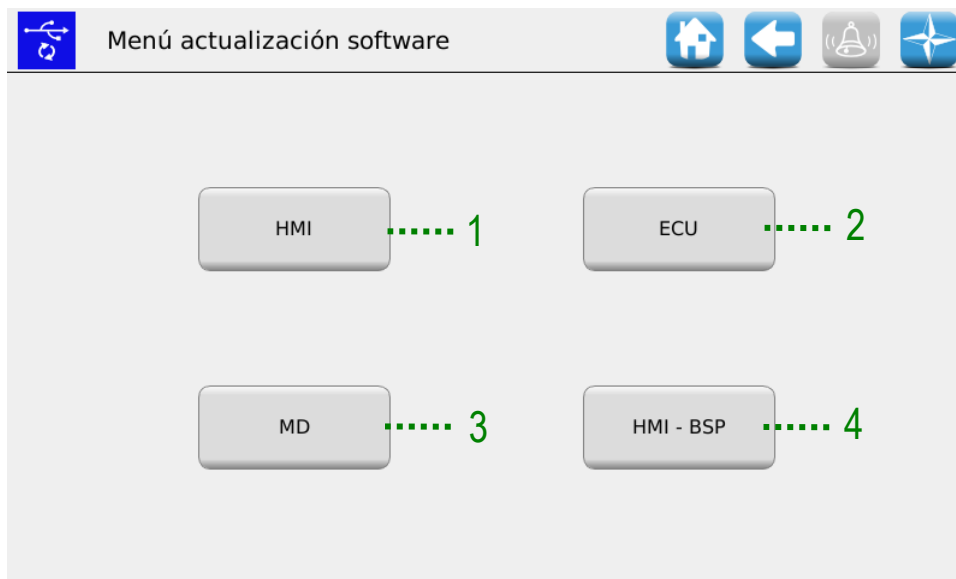 Menú actualización software
HMI 1
ECU 2
MD 3
HMI - BSP 4